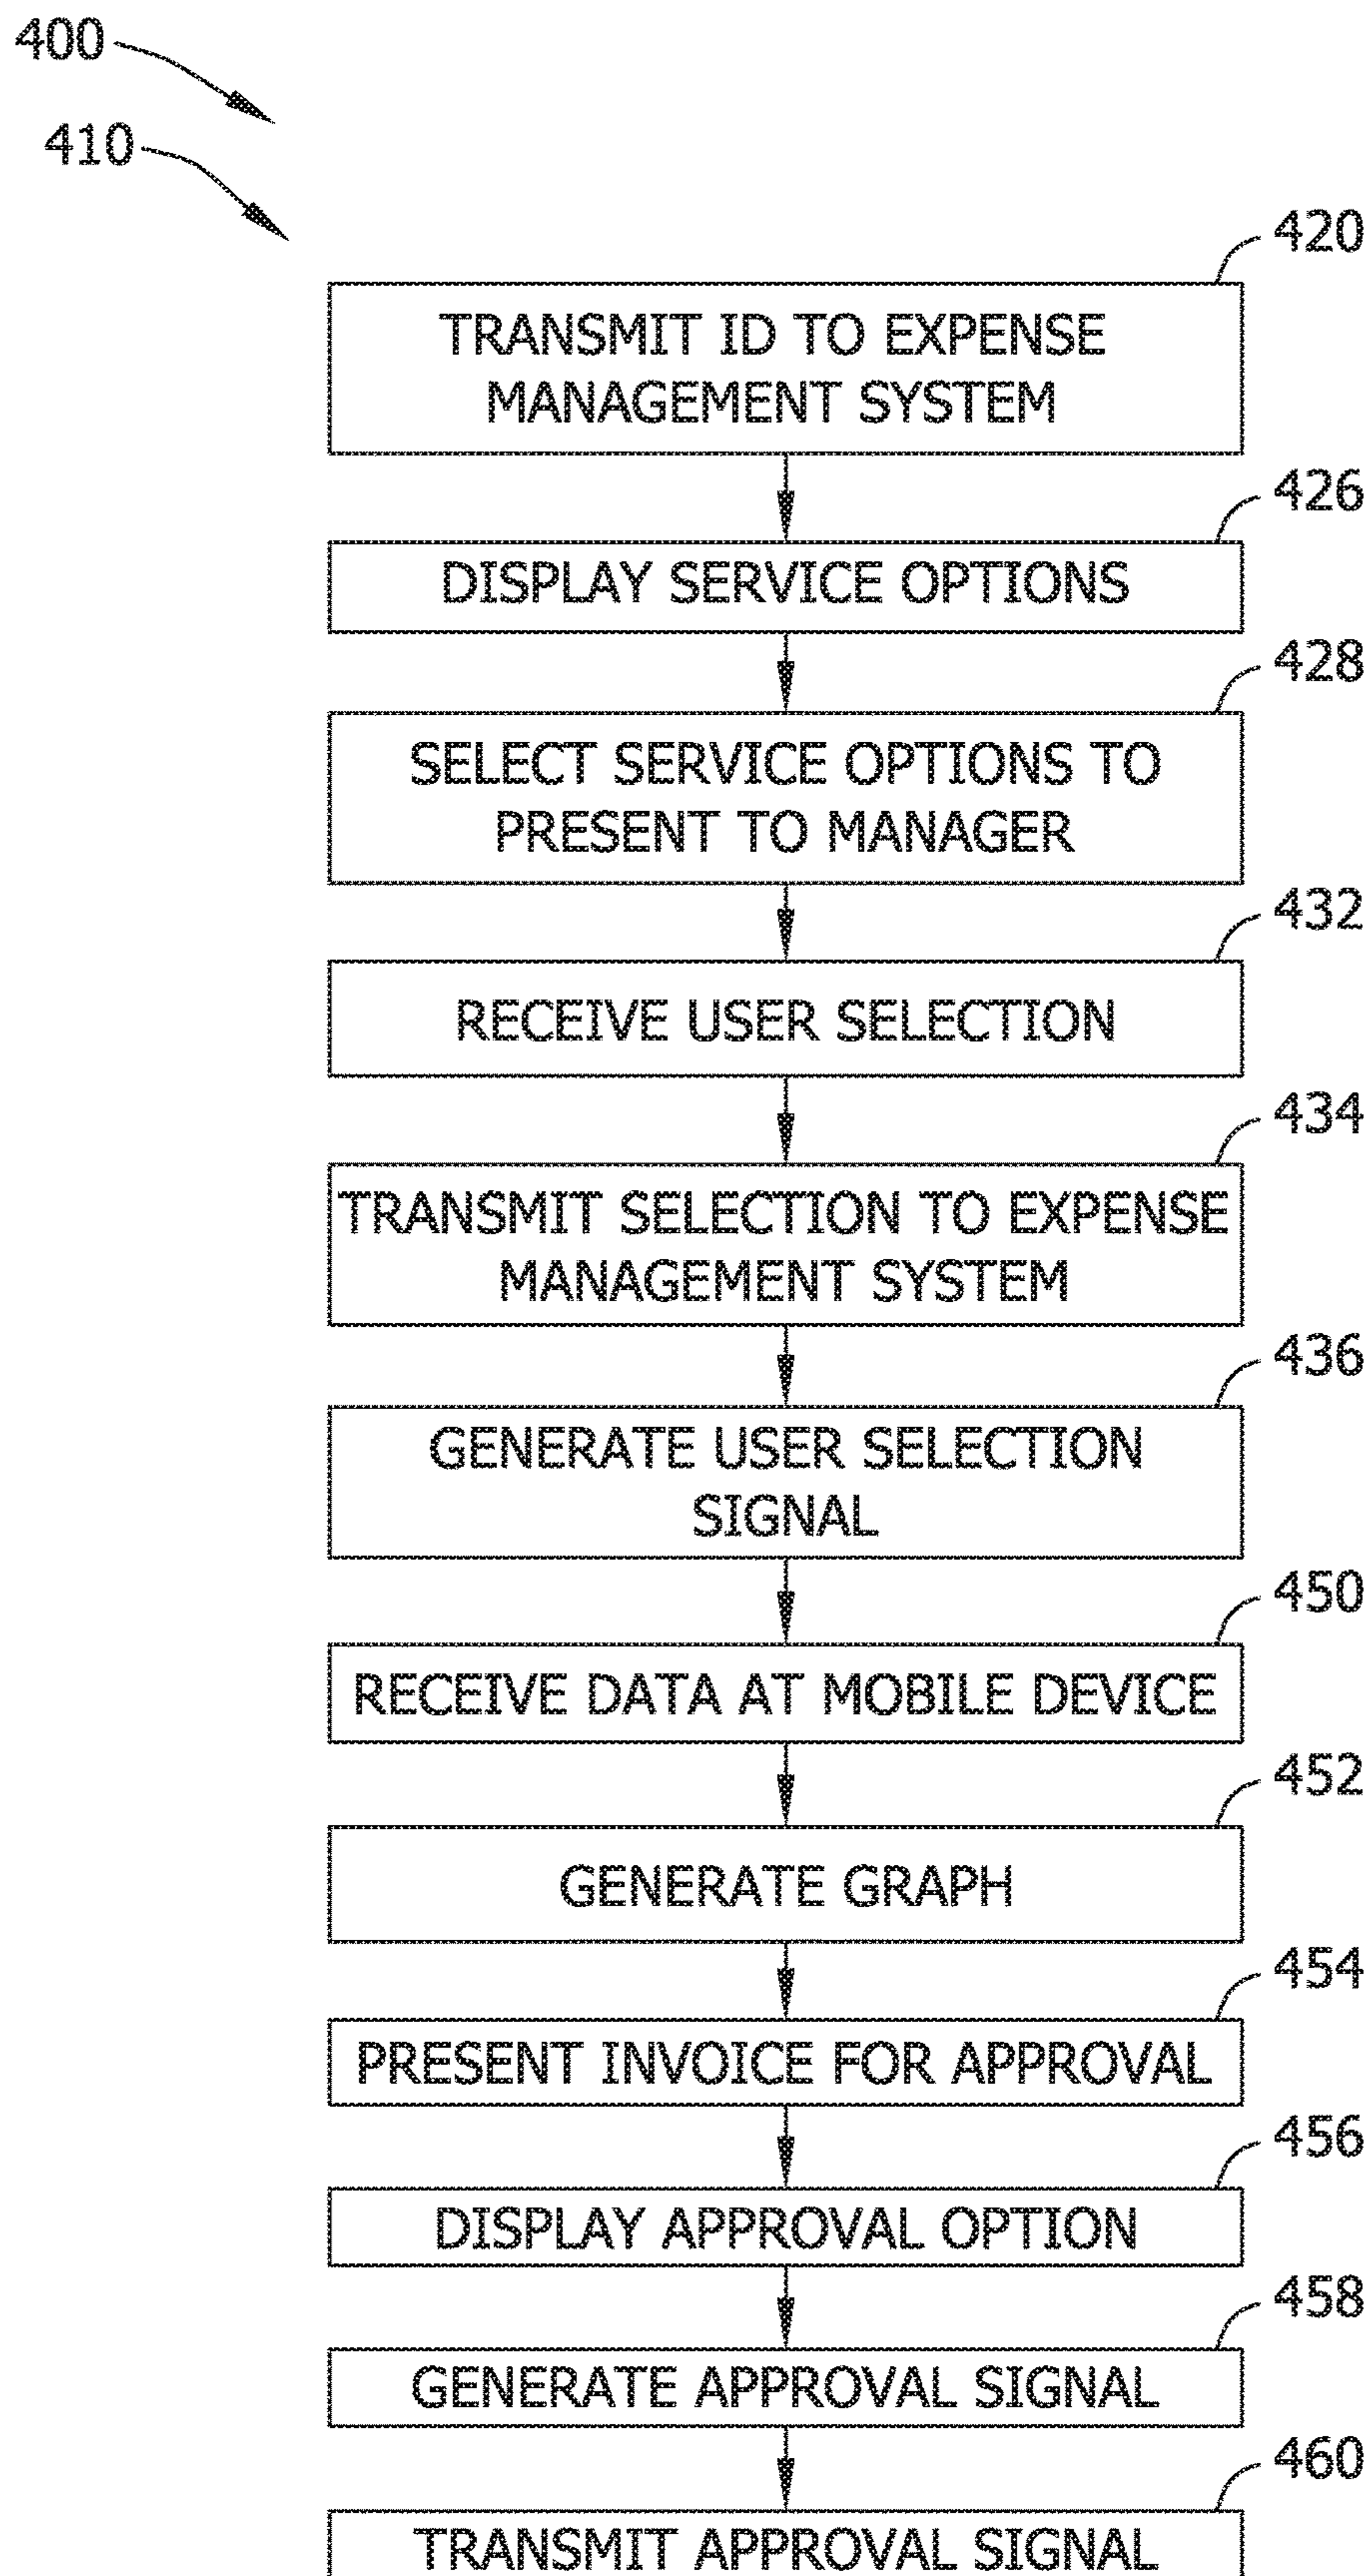 400
410
420
TRANSMIT ID TO EXPENSE
MANAGEMENT SYSTEM
426
DISPLAY SERVICE OPTIONS
428
SELECT SERVICE OPTIONS TO
PRESENT TO MANAGER
432
RECEIVE USER SELECTION
434
TRANSMIT SELECTION TO EXPENSE
MANAGEMENT SYSTEM
436
GENERATE USER SELECTION
SIGNAL
450
RECEIVE DATA AT MOBILE DEVICE
452
GENERATE GRAPH
454
PRESENT INVOICE FOR APPROVAL
456
DISPLAY APPROVAL OPTION
458
GENERATE APPROVAL SIGNAL
460
TRANSMIT APPROVAL SIGNAL